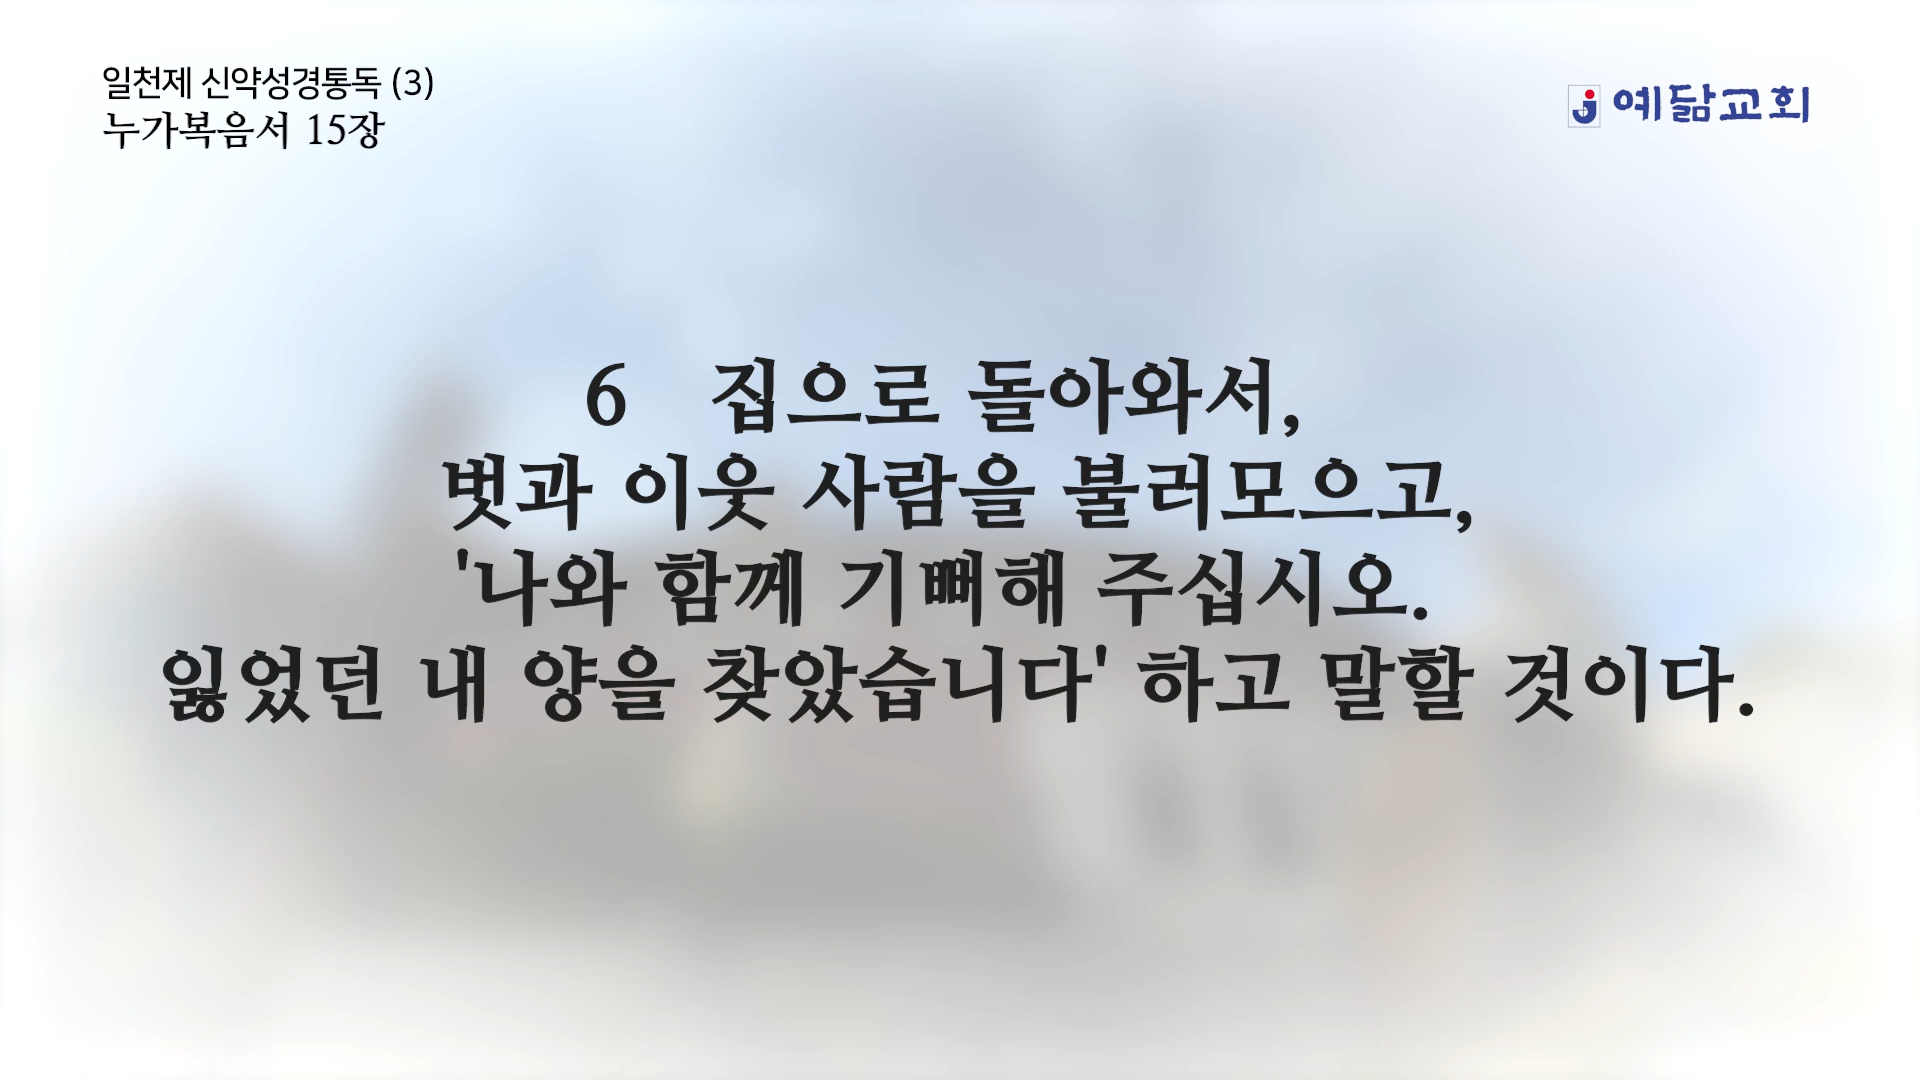 일천제 신약성경통독 (3)
누가복음서 15장
예닮교회
6 집으로 돌아와서,
벗과 이웃 사람을 불러모으고,
'나와 함께 기뻐해 주십시오.
잃었던 내 양을 찾았습니다' 하고 말할 것이다.